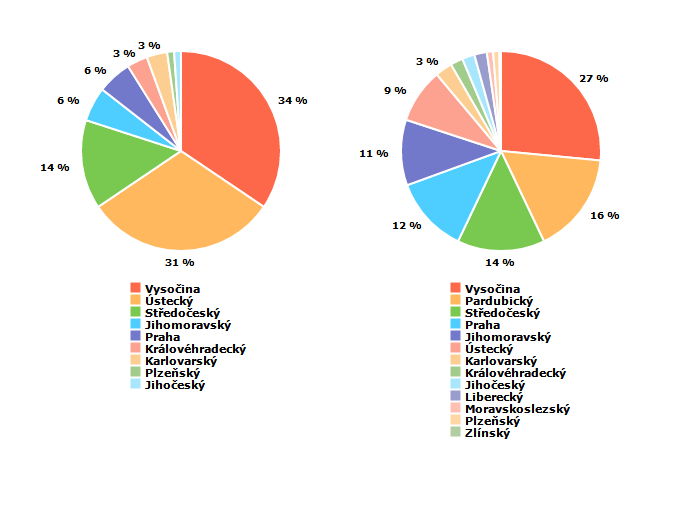 34 %
31 %
14 %
6 %
6 %
3 %
3 %
Vysočina
Ústecký
Středočeský
Jihomoravský
Praha
Královéhradecký
Karlovarský
Plzeňský
Jihočeský
27 %
16 %
14 %
12 %
11 %
9 %
3 %
Vysočina
Pardubický
Středočeský
Praha
Jihomoravský
Ústecký
Karlovarský
Královéhradecký
Jihočeský
Liberecký
Moravskoslezský
Plzeňský
Zlínský